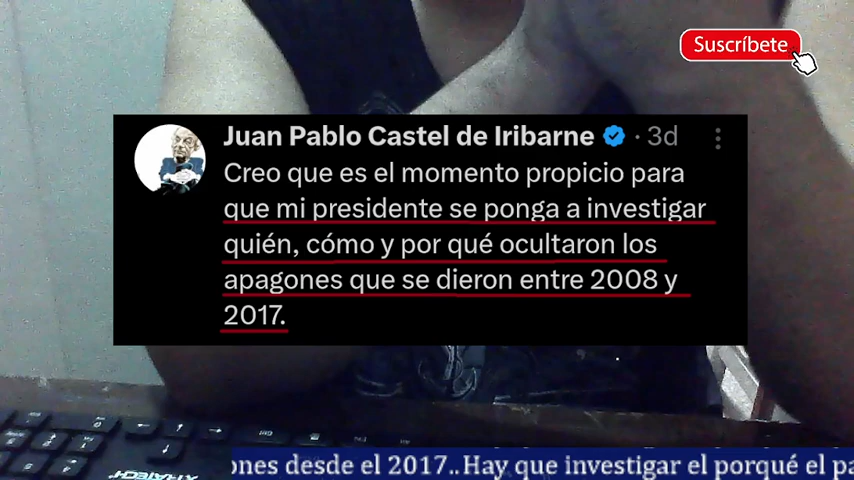 Suscríbete
Juan Pablo Castel de Iribarne · 3d
Creo que es el momento propicio para
que mi presidente se ponga a investigar
quién, cómo y por qué ocultaron los
apagones que se dieron entre 2008 y
2017.
XTRATECH
ones desde el 2017..Hay que investigar el porqué el pa